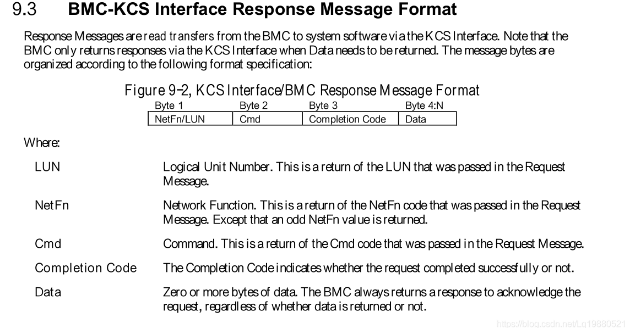 9.3 BMC-KCS Interface Response Message Format
Response Messages are read transfers from the BMC to system software via the KCS Interface. Note that the
BMC only returns responses via the KCS Interface when Data needs to be returned. The message bytes are
organized according to the following format specification:
Figure 9-2, KCS Interface/BMC Response Message Format
Byte 1 Byte 2 Byte 3 Byte 4:N
NetFn/LUN Cmd Completion Code Data
Where:
LUN Logical Unit Number. This is a return of the LUN that was passed in the Request
Message.
NetFn Network Function. This is a return of the NetFn code that was passed in the Request
Message. Except that an odd NetFn value is returned.
Cmd Command. This is a return of the Cmd code that was passed in the Request Message.
Completion Code The Completion Code indicates whether the request completed successfully or not.
Data Zero or more bytes of data. The BMC always returns a response to acknowledge the
request, regardless of whether data is returned or not.